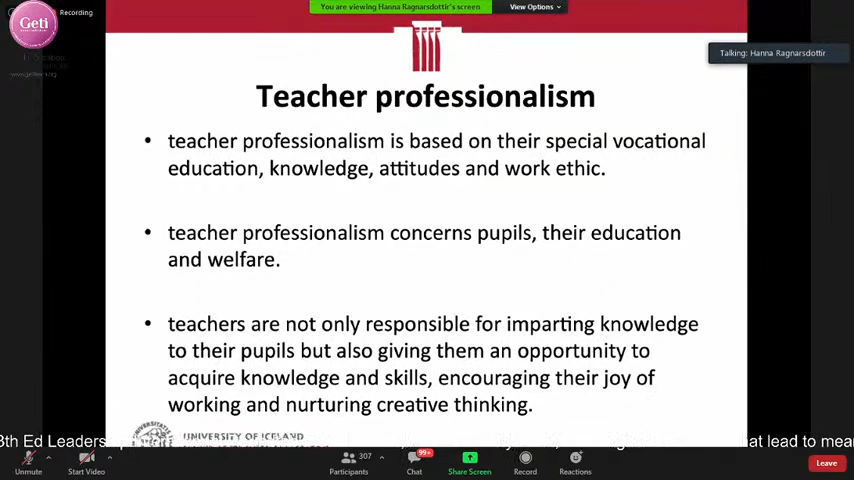 Geti
Recording
You are viewing Hanna Ragnarsdottir's screen
View Options
Talking: Hanna Ragnarsdottir
Teacher professionalism
• teacher professionalism is based on their special vocational
education, knowledge, attitudes and work ethic.
• teacher professionalism concerns pupils, their education
and welfare.
• teachers are not only responsible for imparting knowledge
to their pupils but also giving them an opportunity to
acquire knowledge and skills, encouraging their joy of
working and nurturing creative thinking.
UNIVERSITY OF ICELAND
8th Ed Leaders
at lead to mear
Unmute
Start Video
307
Participants
99+
Chat
Share Screen
Record
Reactions
Leave